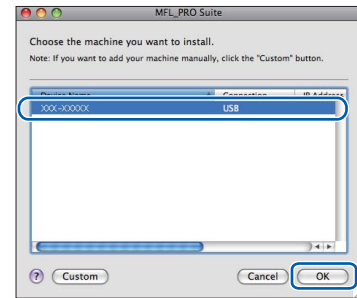 MFL_PRO Suite
Choose the machine you want to install.
Note: If you want to add your machine manually, click the "Custom" button.
Device Name Connection IP Address
XXX-XXXXX USB
? Custom Cancel OK